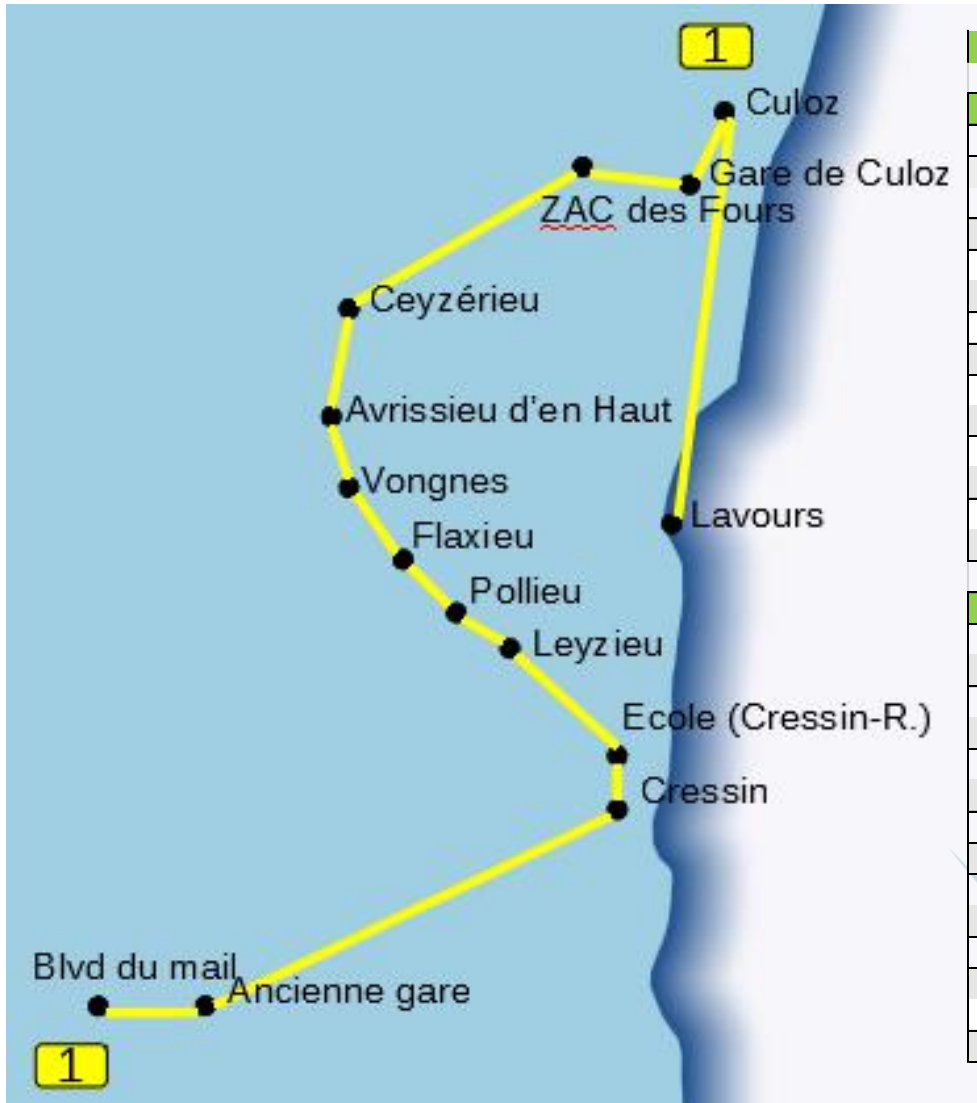 1
Culoz
Gare de Culoz
ZAC des Fours
Ceyzérieu
Avrissieu d'en Haut
Vongnes
Flaxieu
Lavours
Pollieu
Leyzieu
Ecole (Cressin-R.)
Cressin
Blvd du mail
Ancienne gare
1